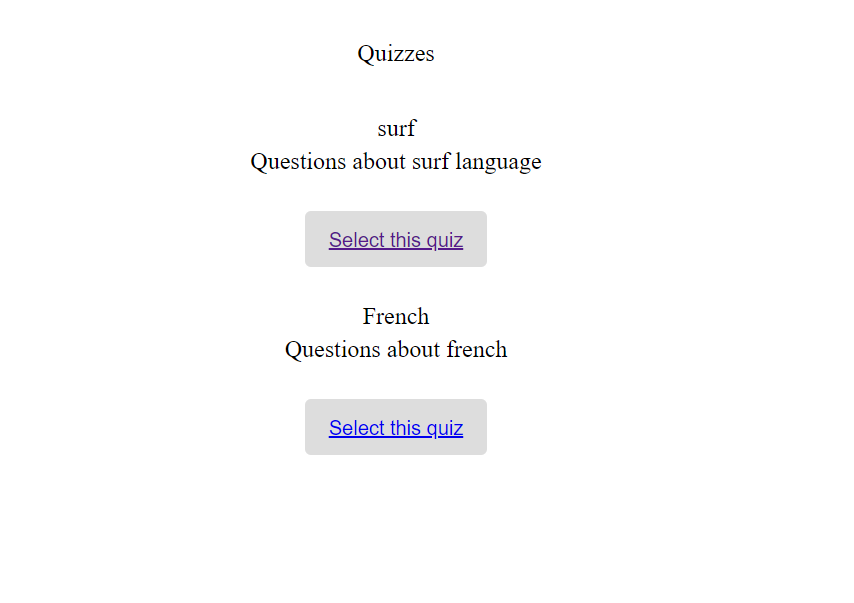 Quizzes
surf
Questions about surf language
Select this quiz
French
Questions about french
Select this quiz